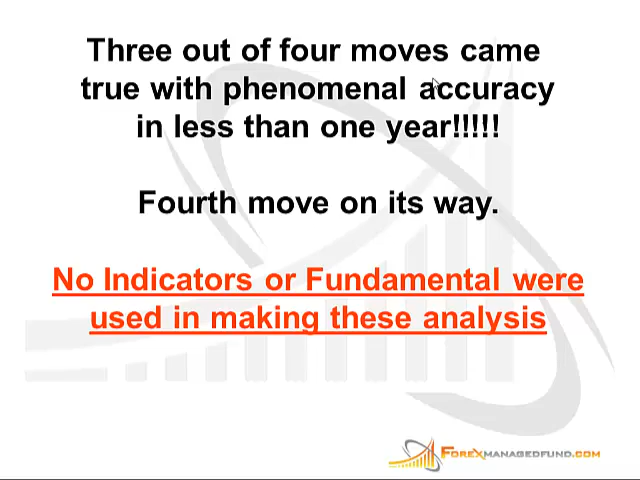 Three out of four moves came
true with phenomenal accuracy
in less than one year!!!!!
Fourth move on its way.
No Indicators or Fundamental were
used in making these analysis
FOREXMANAGEDFUND.COM